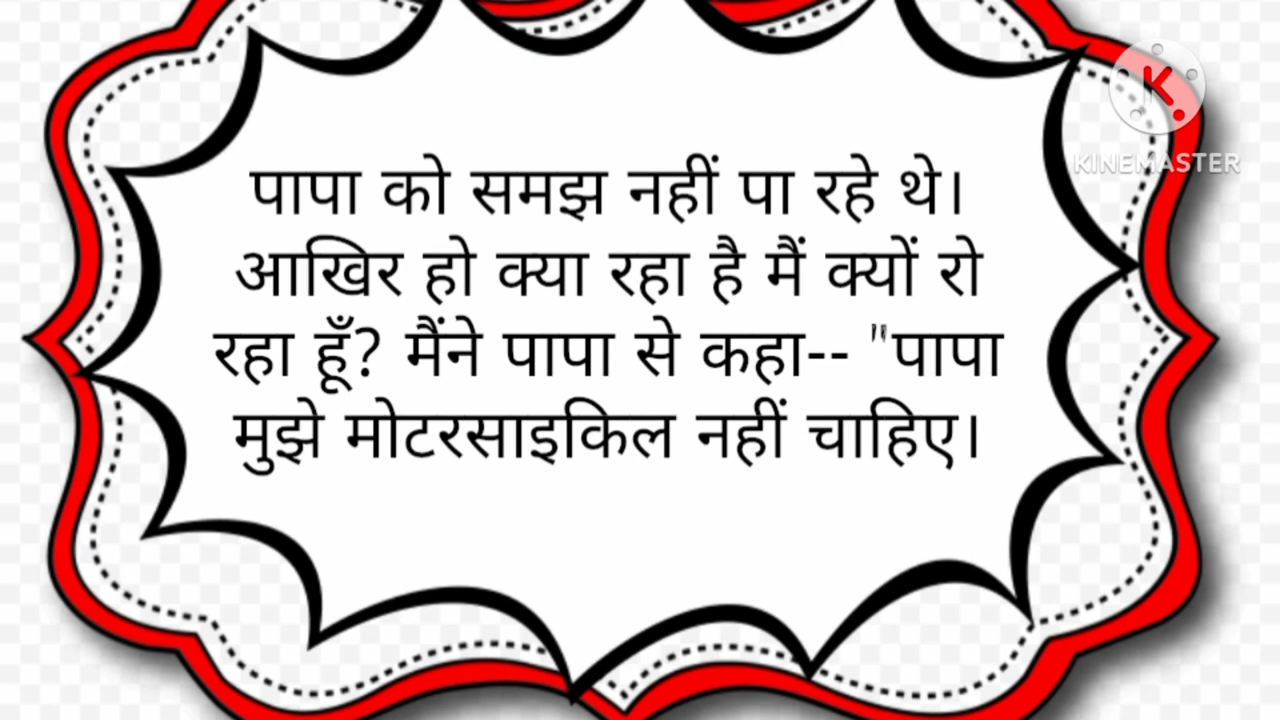 पापा को समझ नहीं पा रहे थे।
आखिर हो क्या रहा है मैं क्यों रो
रहा हूँ? मैंने पापा से कहा-- "पापा
मुझे मोटरसाइकिल नहीं चाहिए।
KINEMASTER